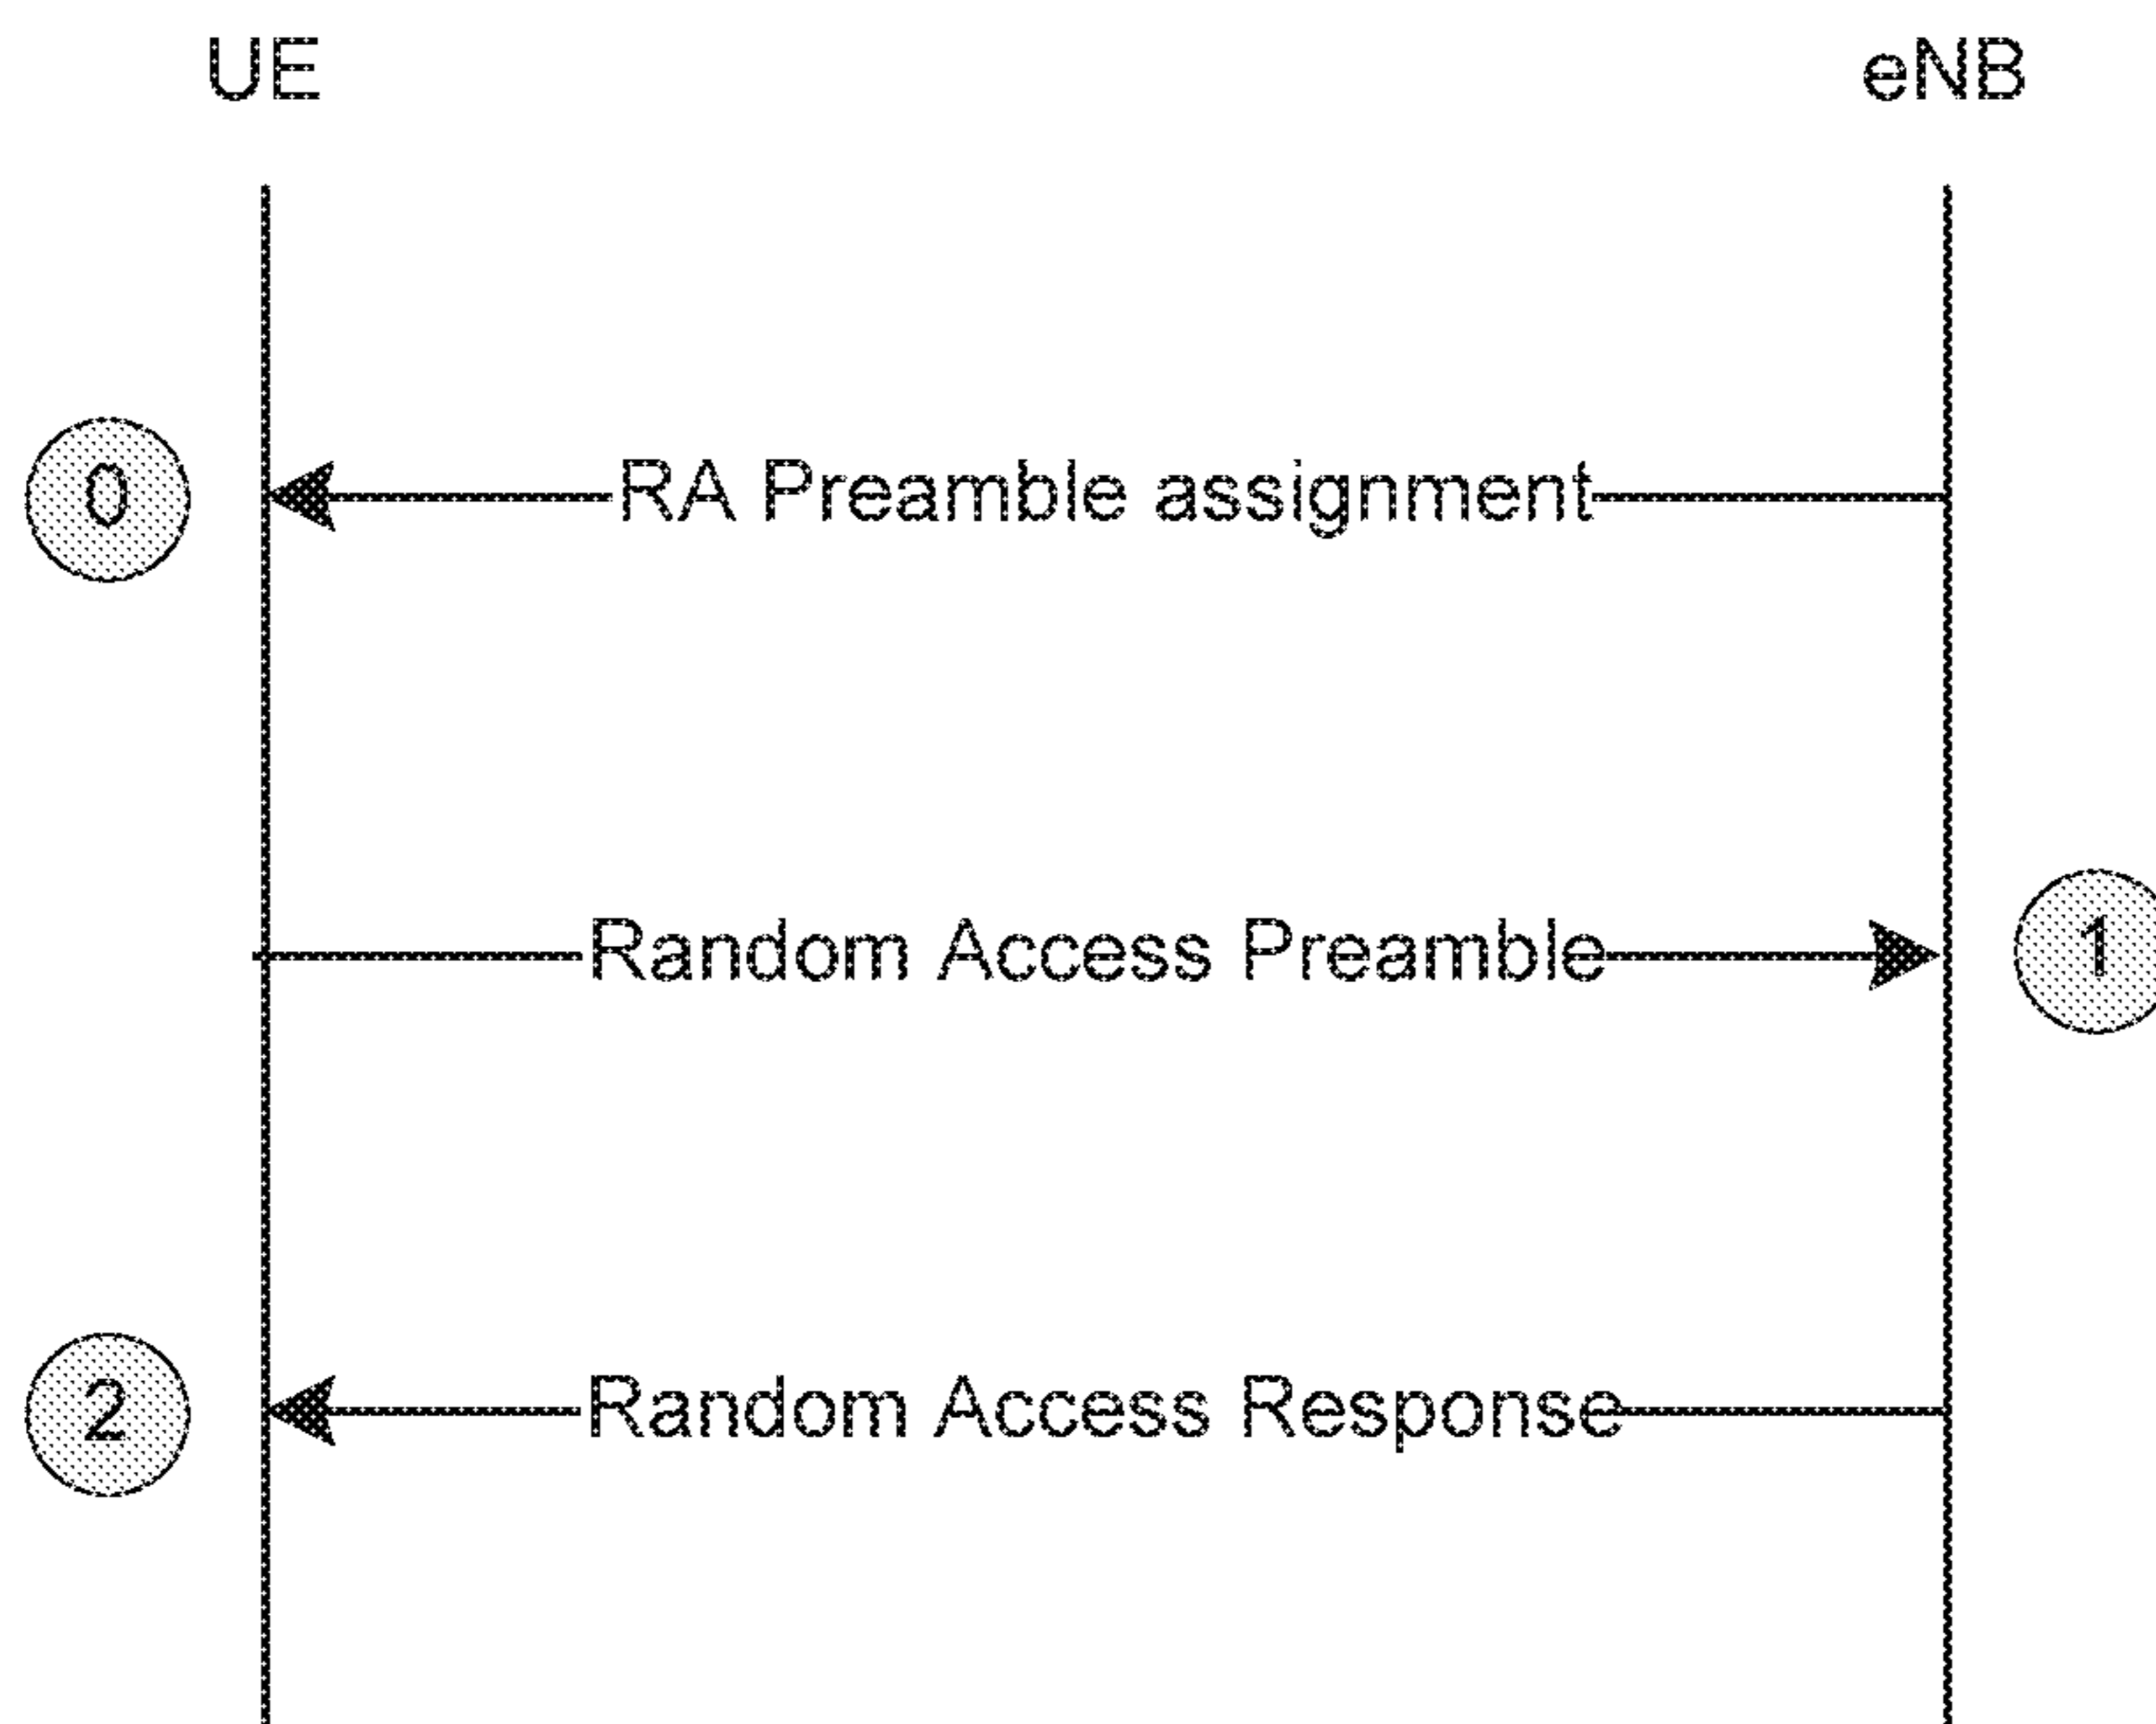 UE eNB
0 RA Preamble assignment
Random Access Preamble 1
2 Random Access Response